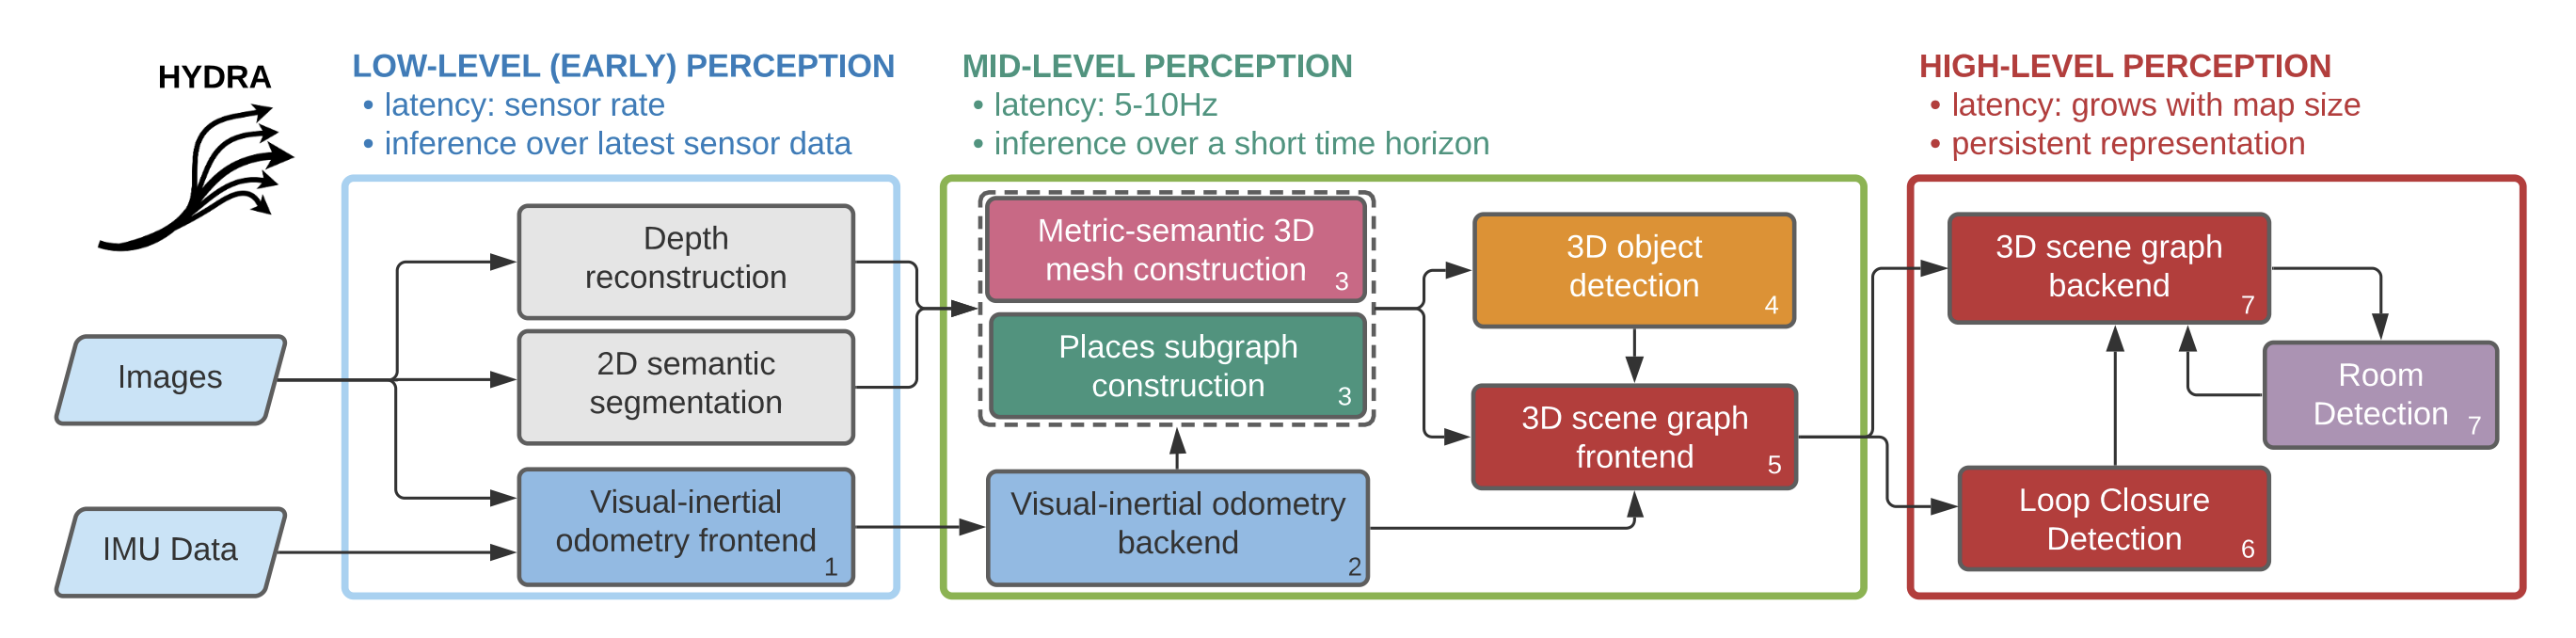 HYDRA
LOW-LEVEL (EARLY) PERCEPTION
• latency: sensor rate
• inference over latest sensor data
MID-LEVEL PERCEPTION
• latency: 5-10Hz
• inference over a short time horizon
HIGH-LEVEL PERCEPTION
• latency: grows with map size
• persistent representation
Images
IMU Data
Depth
reconstruction
2D semantic
segmentation
Visual-inertial
odometry frontend
1
Metric-semantic 3D
mesh construction
3
Places subgraph
construction
3
Visual-inertial odometry
backend
2
3D object
detection
4
3D scene graph
frontend
5
3D scene graph
backend
7
Room
Detection
7
Loop Closure
Detection
6